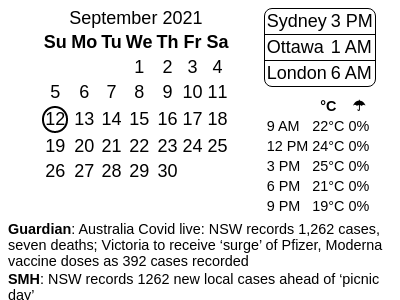 September 2021
Su Mo Tu We Th Fr Sa
1 2 3 4
5 6 7 8 9 10 11
12 13 14 15 16 17 18
19 20 21 22 23 24 25
26 27 28 29 30
Sydney 3 PM
Ottawa 1 AM
London 6 AM
°C ☂
9 AM 22°C 0%
12 PM 24°C 0%
3 PM 25°C 0%
6 PM 21°C 0%
9 PM 19°C 0%
Guardian: Australia Covid live: NSW records 1,262 cases,
seven deaths; Victoria to receive ‘surge’ of Pfizer, Moderna
vaccine doses as 392 cases recorded
SMH: NSW records 1262 new local cases ahead of ‘picnic
day’